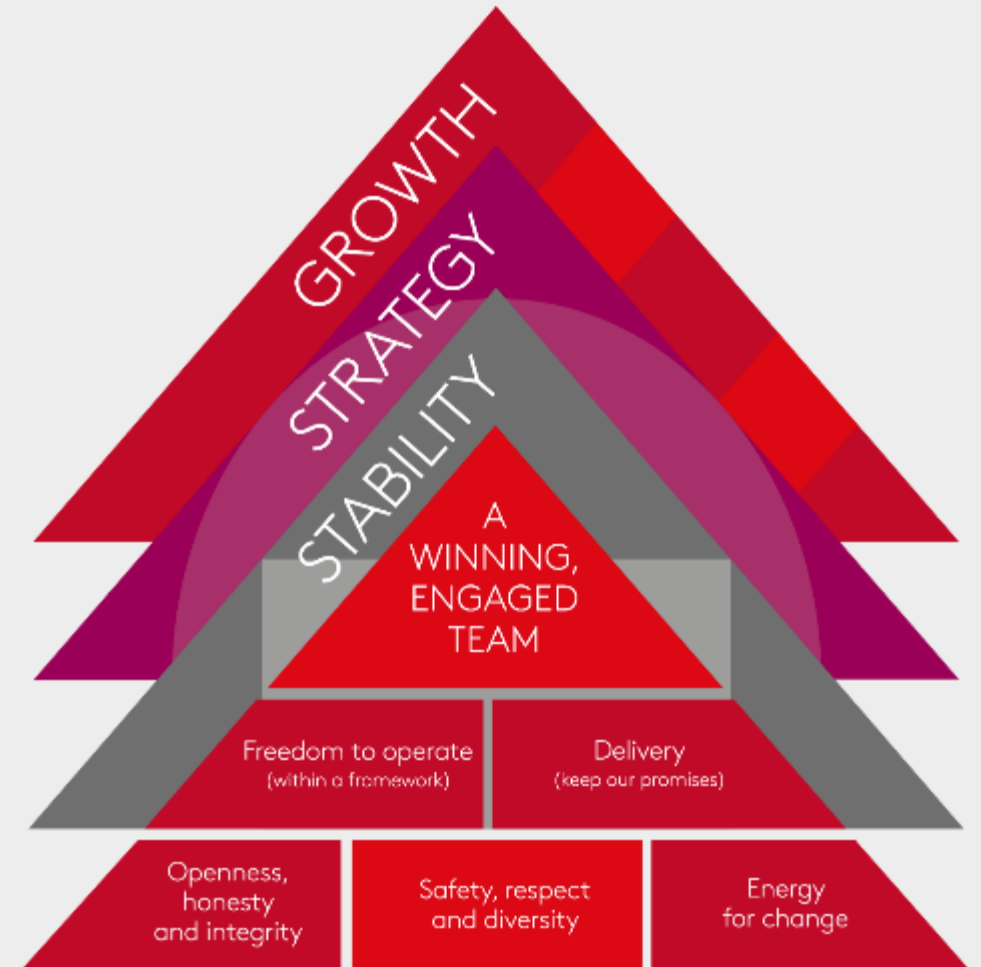 GROWTH
STRATEGY
STABILITY
A
WINNING,
ENGAGED
TEAM
Freedom to operate
(within a framework)
Delivery
(keep our promises)
Openness,
honesty
and integrity
Safety, respect
and diversity
Energy
for change